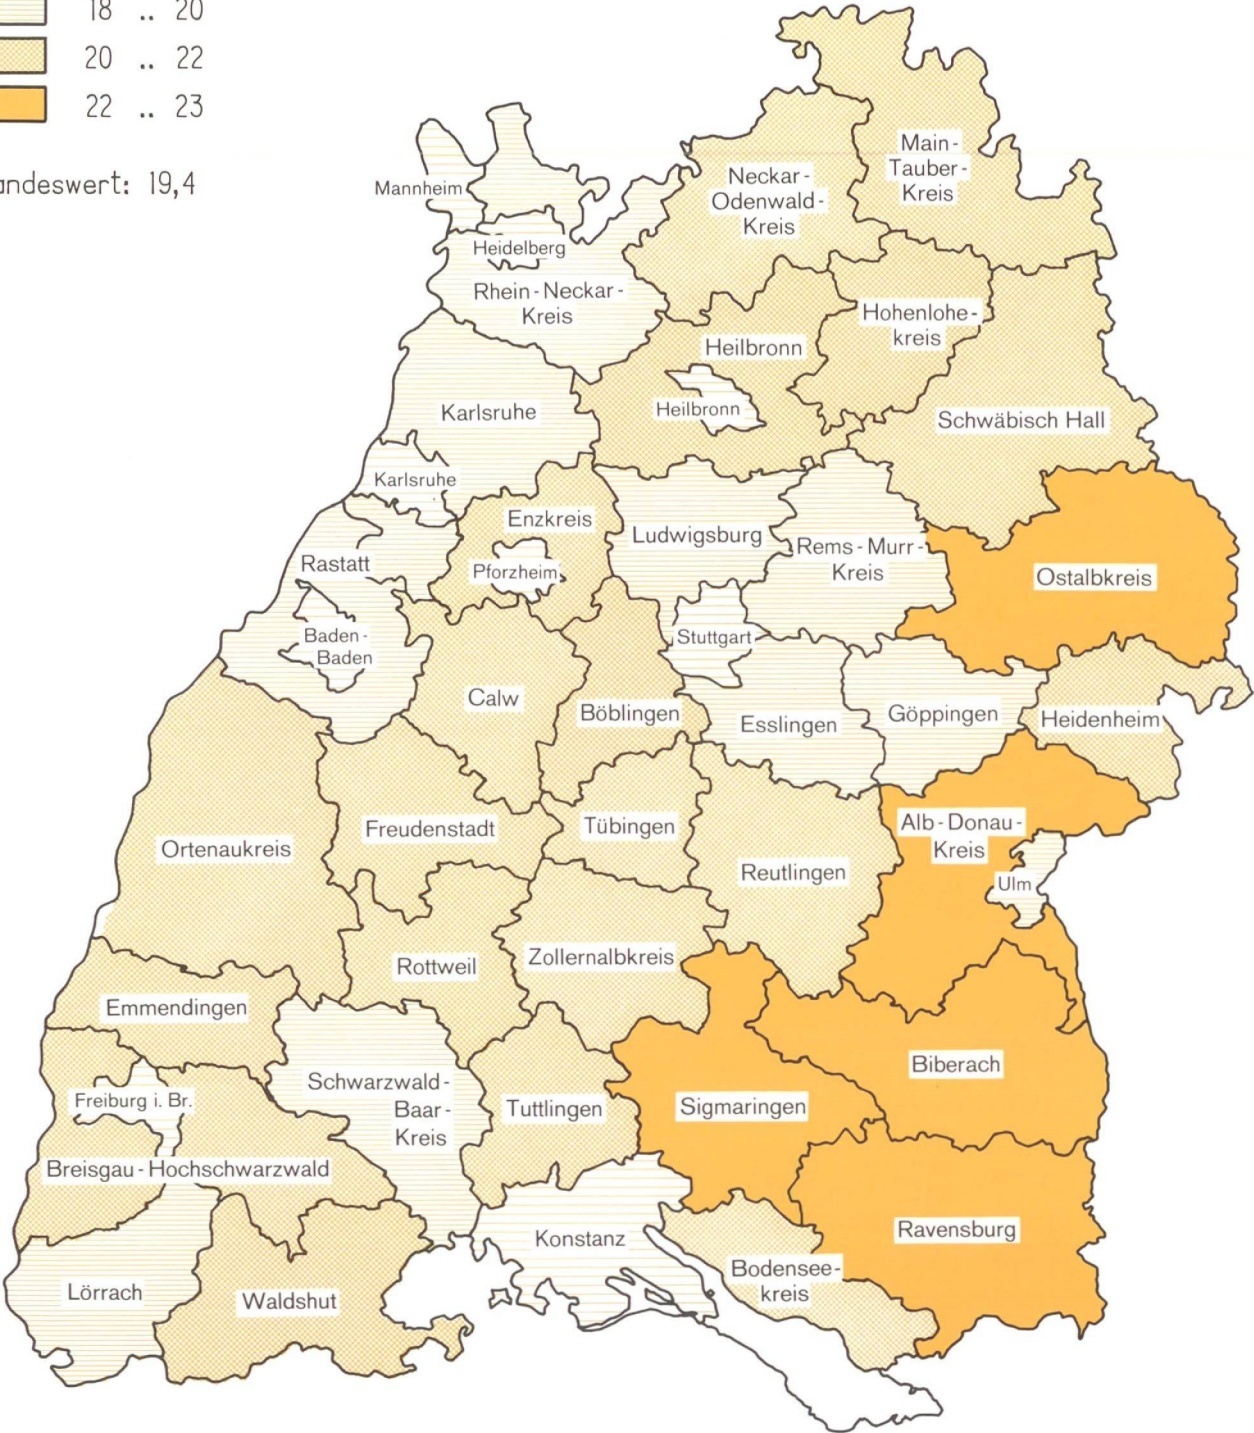 18 .. 20
20 .. 22
22 .. 23
andeswert: 19,4
Main-
Tauber-
Kreis
Neckar-
Odenwald-
Kreis
Mannheim
Heidelberg
Rhein-Neckar-
Kreis
Hohenlohe-
kreis
Heilbronn
Heilbronn
Karlsruhe
Schwäbisch Hall
Karlsruhe
Enzkreis
Ludwigsburg
Rems-Murr-
Kreis
Rastatt
Pforzheim
Ostalbkreis
Baden-
Baden
Stuttgart
Calw
Böblingen
Esslingen
Göppingen
Heidenheim
Freudenstadt
Tübingen
Alb-Donau-
Kreis
Ortenaukreis
Reutlingen
Ulm
Rottweil
Zollernalbkreis
Emmendingen
Biberach
Schwarzwald-
Baar-
Kreis
Freiburg i. Br.
Tuttlingen
Sigmaringen
Breisgau-Hochschwarzwald
Ravensburg
Konstanz
Bodensee-
kreis
Lörrach
Waldshut